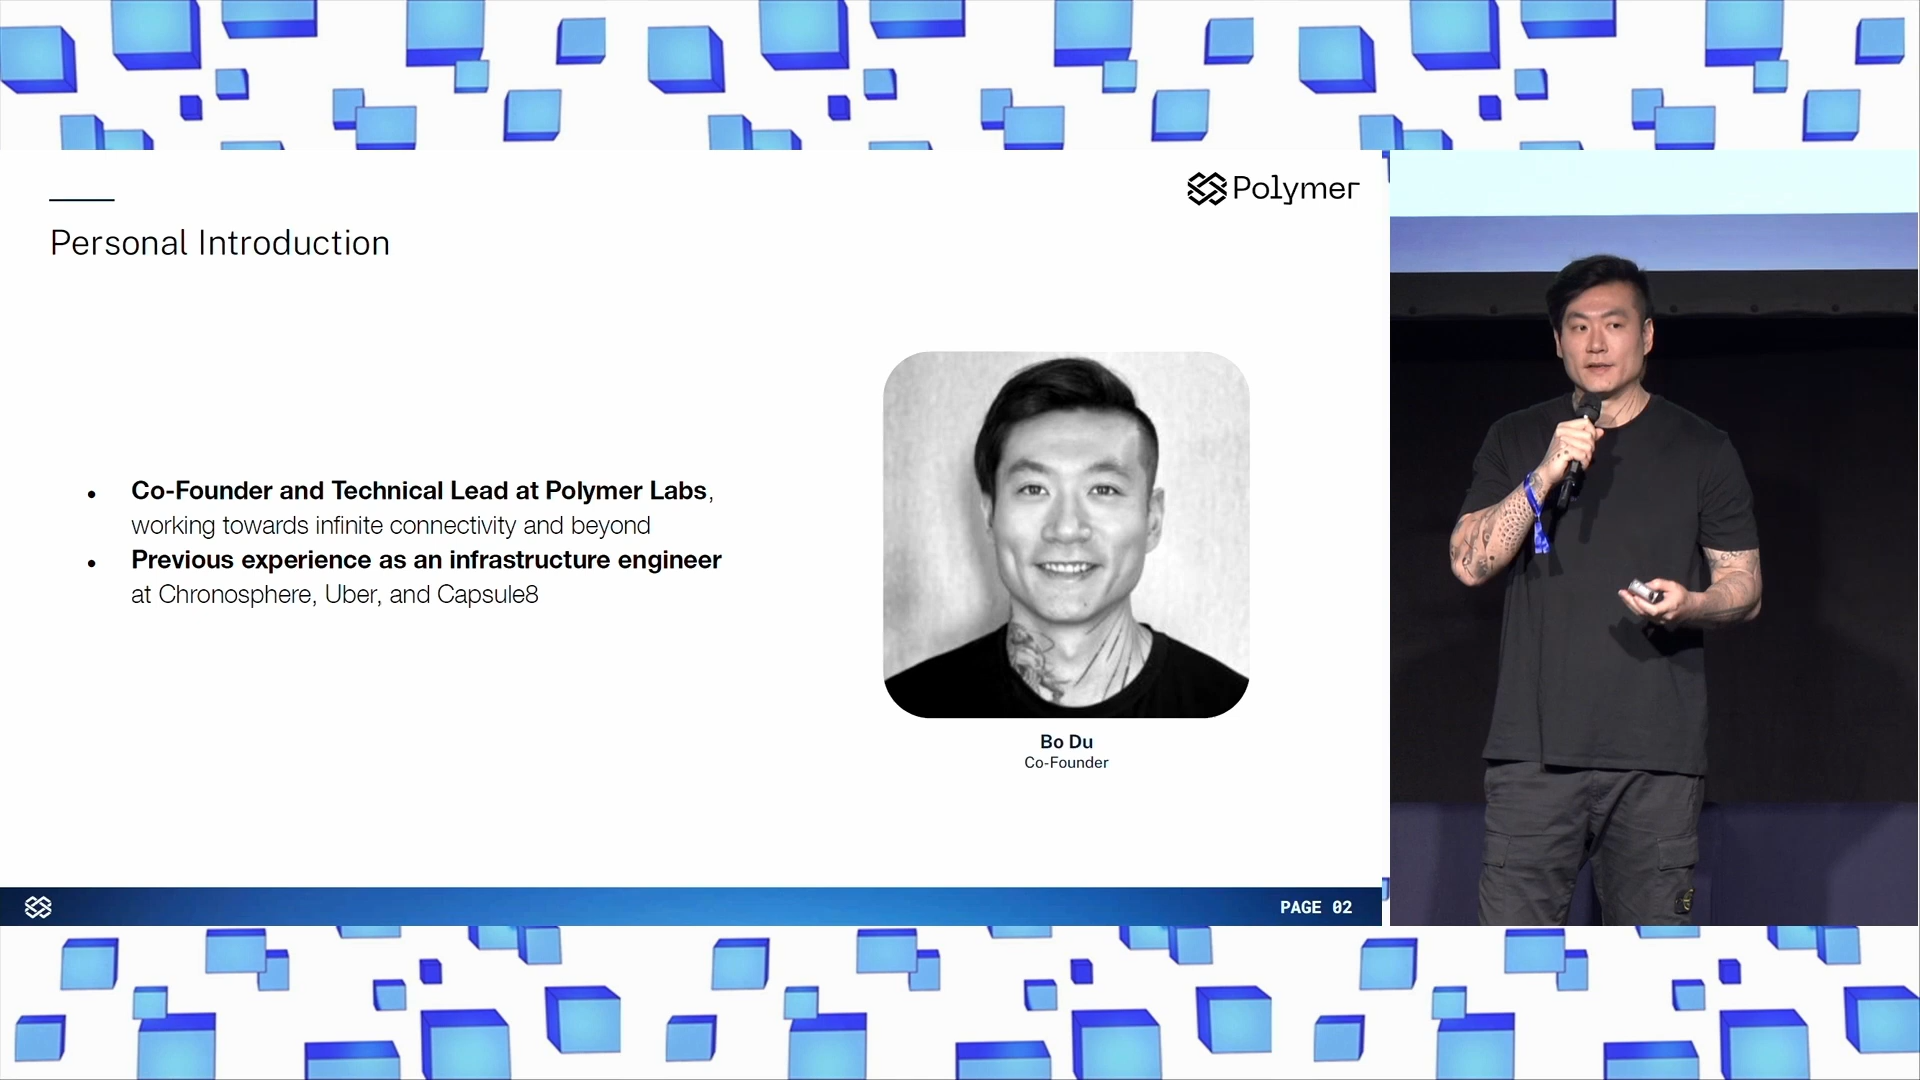 Polymer
Personal Introduction
• Co-Founder and Technical Lead at Polymer Labs,
working towards infinite connectivity and beyond
• Previous experience as an infrastructure engineer
at Chronosphere, Uber, and Capsule8
Bo Du
Co-Founder
PAGE 02